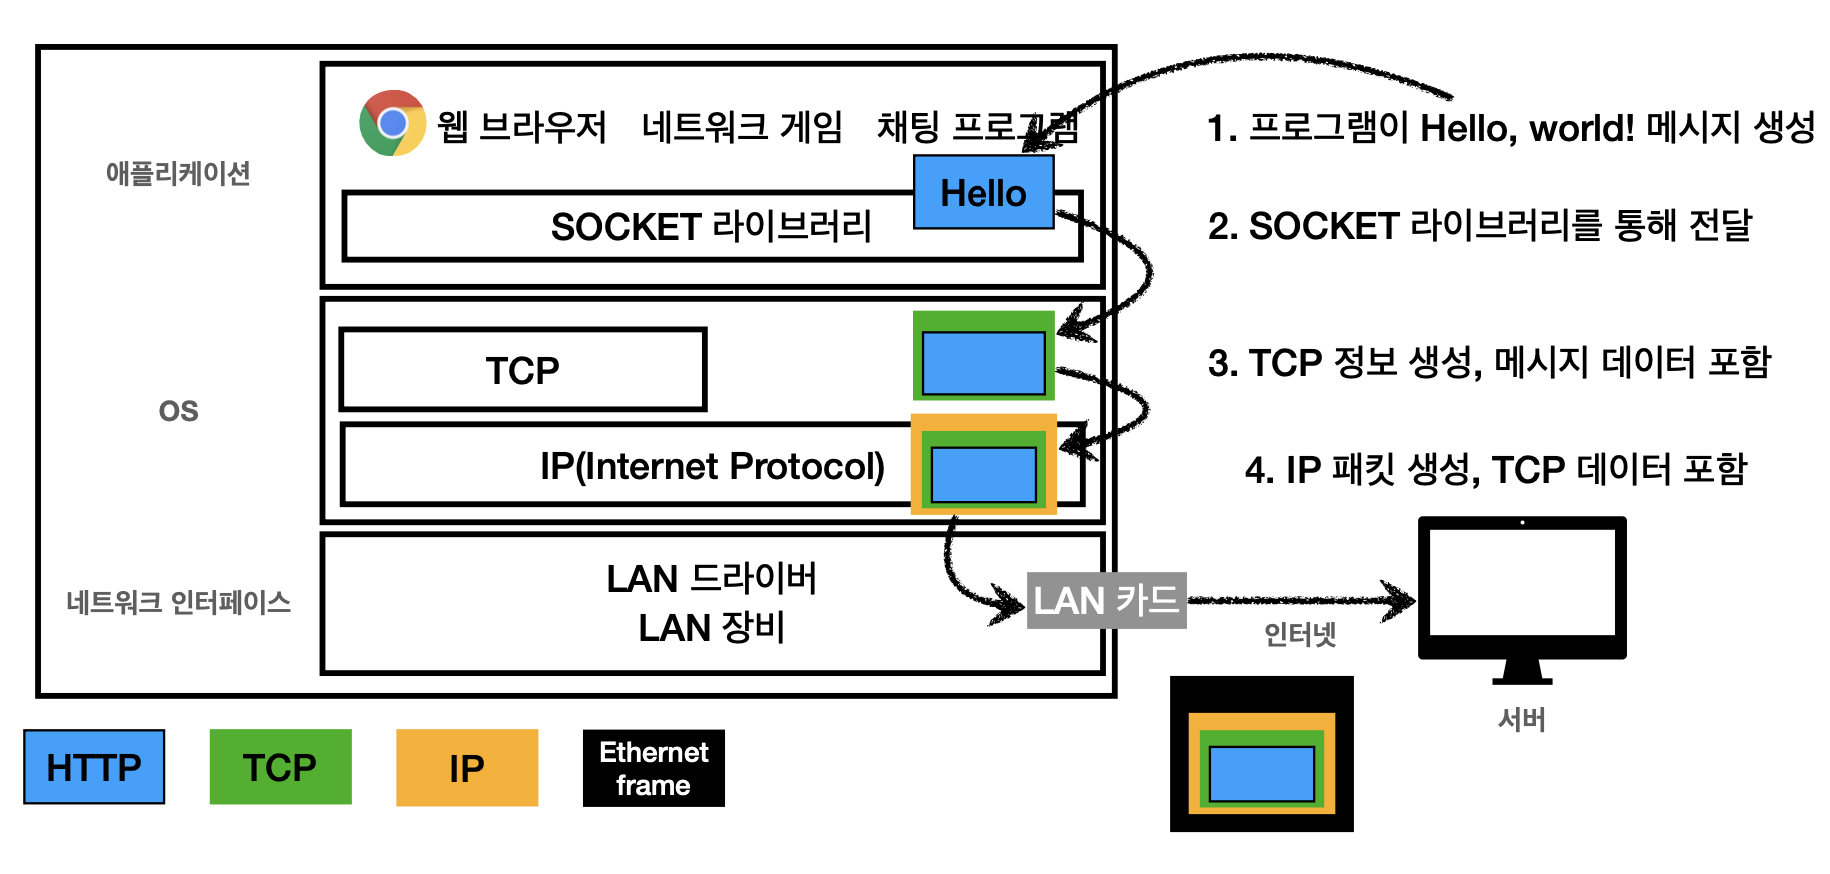 웹 브라우저 네트워크 게임 채팅 프로그램
애플리케이션
Hello
SOCKET 라이브러리
1. 프로그램이 Hello, world! 메시지 생성
2. SOCKET 라이브러리를 통해 전달
TCP
OS
IP(Internet Protocol)
3. TCP 정보 생성, 메시지 데이터 포함
4. IP 패킷 생성, TCP 데이터 포함
네트워크 인터페이스
LAN 드라이버
LAN 장비
LAN 카드
인터넷
서버
HTTP
TCP
IP
Ethernet
frame